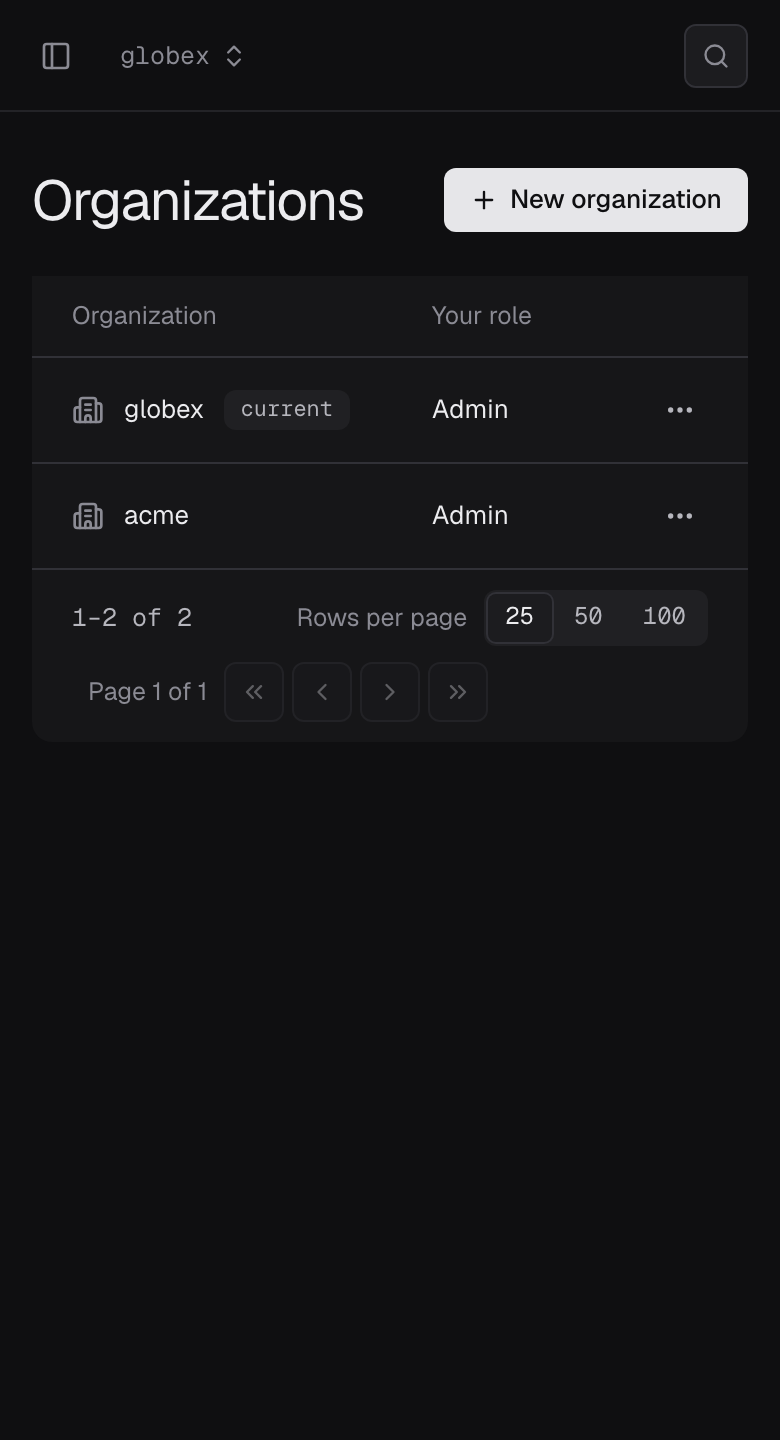 globex
Organizations
New organization
Organization Your role
globex current Admin
acme Admin
1–2 of 2 Rows per page 25 50 100
Page 1 of 1